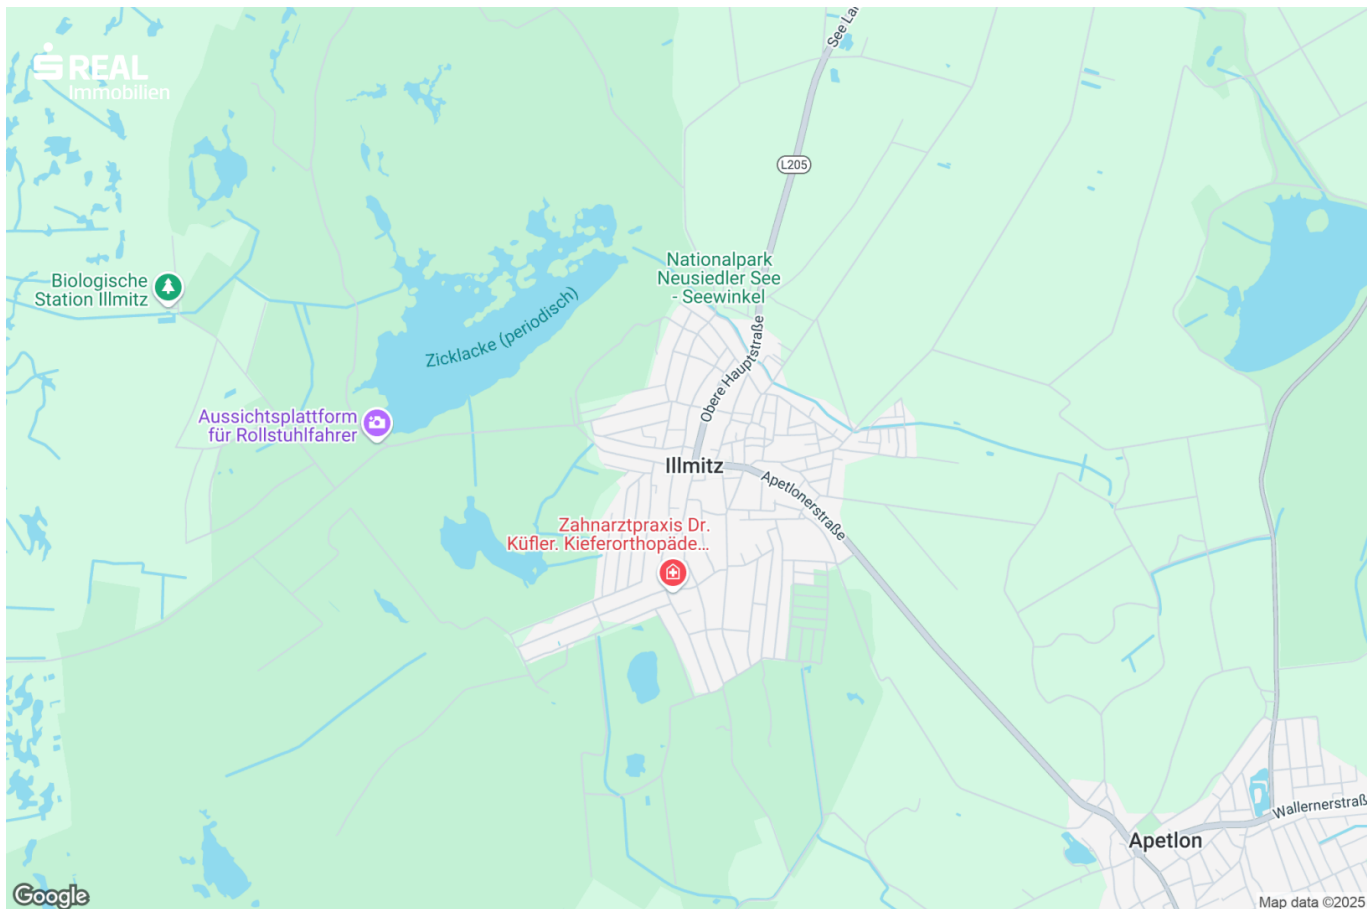 See La
REAL
Immobilien
L205
Nationalpark
Neusiedler See
- Seewinkel
Biologische
Station Illmitz
Zicklacke (periodisch)
Obere Hauptstraße
Aussichtsplattform
für Rollstuhlfahrer
Illmitz
Apetlonerstraße
Zahnarztpraxis Dr.
Küfler. Kieferorthopäde...
Wallernerstraß
Apetlon
Google
Map data ©2025